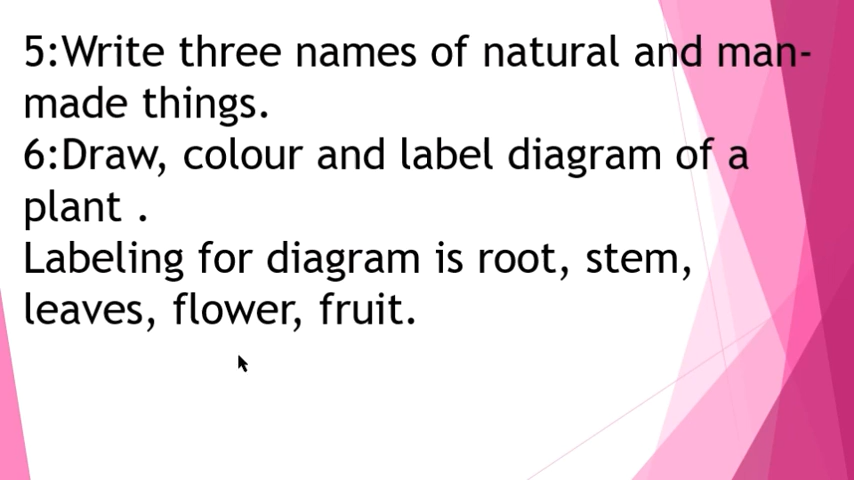 5:Write three names of natural and man-
made things.
6:Draw, colour and label diagram of a
plant .
Labeling for diagram is root, stem,
leaves, flower, fruit.